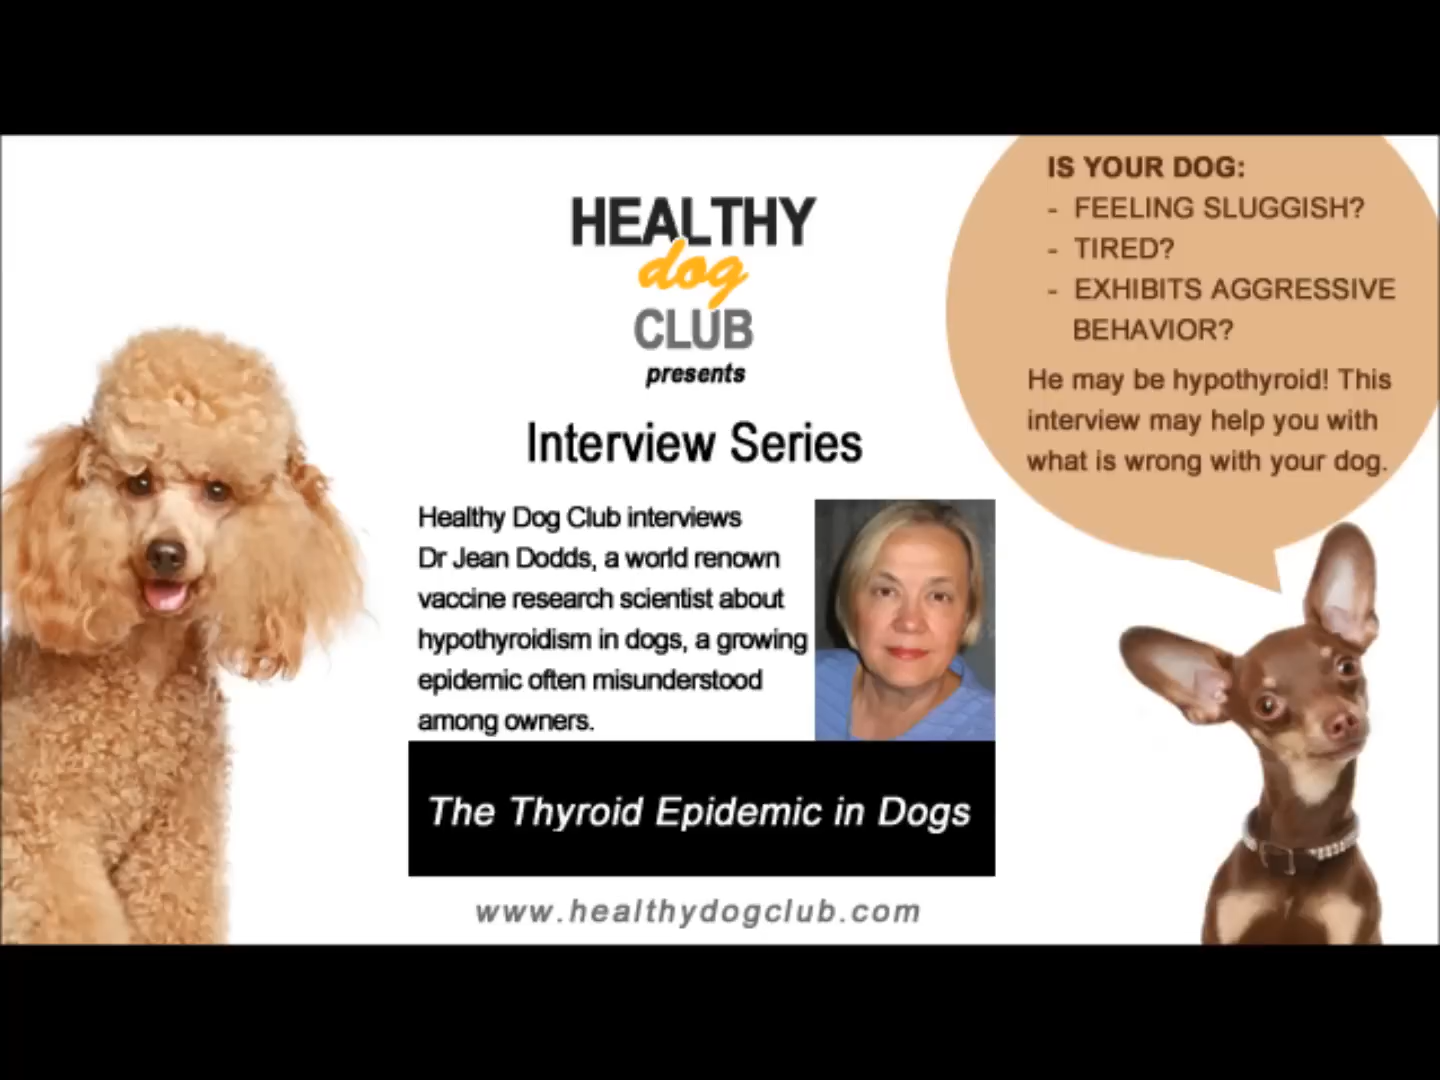 HEALTHY
dog
CLUB
presents
Interview Series
Healthy Dog Club interviews
Dr Jean Dodds, a world renown
vaccine research scientist about
hypothyroidism in dogs, a growing
epidemic often misunderstood
among owners.
The Thyroid Epidemic in Dogs
www.healthydogclub.com
IS YOUR DOG:
- FEELING SLUGGISH?
- TIRED?
- EXHIBITS AGGRESSIVE
BEHAVIOR?
He may be hypothyroid! This
interview may help you with
what is wrong with your dog.